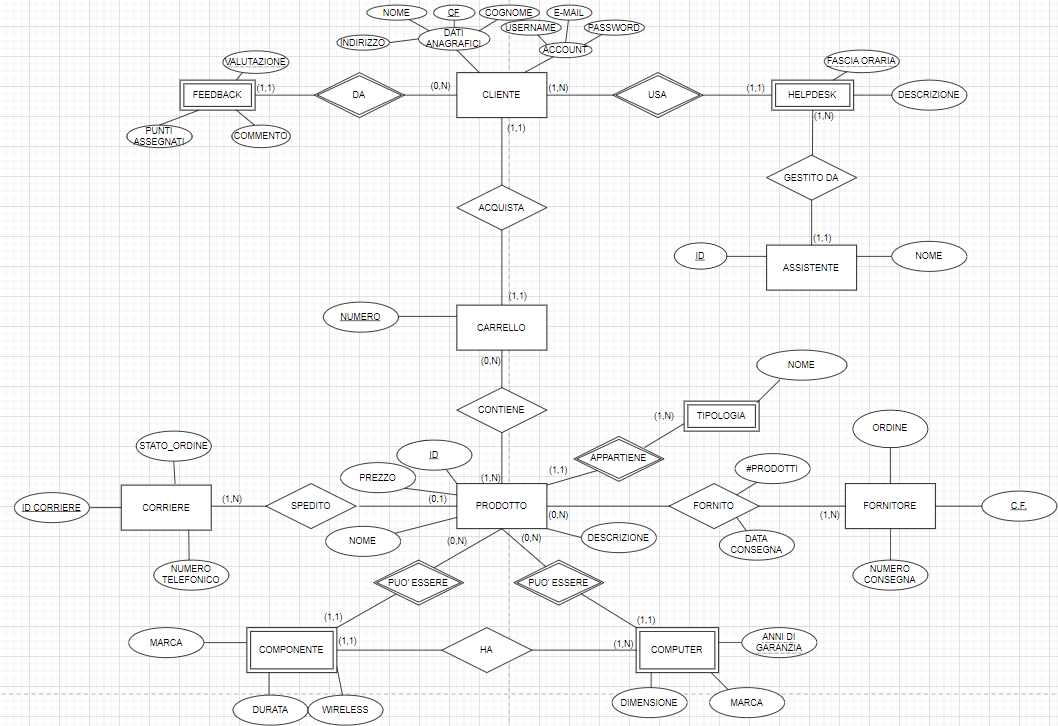 NOME
CF
COGNOME
E-MAIL
INDIRIZZO
DATI
ANAGRAFICI
USERNAME
PASSWORD
ACCOUNT
VALUTAZIONE
FASCIA ORARIA
FEEDBACK
(1,1)
DA
(0,N)
CLIENTE
(1,N)
USA
(1,1)
HELPDESK
DESCRIZIONE
PUNTI
ASSEGNATI
COMMENTO
(1,1)
(1,N)
GESTITO DA
ACQUISTA
(1,1)
ID
ASSISTENTE
NOME
(1,1)
NUMERO
CARRELLO
(0,N)
NOME
CONTIENE
(1,N)
TIPOLOGIA
ORDINE
STATO_ORDINE
ID
APPARTIENE
(1,1)
#PRODOTTI
PREZZO
(1,N)
ID CORRIERE
CORRIERE
(1,N)
SPEDITO
(0,1)
PRODOTTO
(0,N)
FORNITO
(1,N)
FORNITORE
C.F.
NOME
DESCRIZIONE
DATA
CONSEGNA
(0,N)
(0,N)
NUMERO
TELEFONICO
NUMERO
CONSEGNA
PUO' ESSERE
PUO' ESSERE
(1,1)
(1,1)
MARCA
COMPONENTE
(1,1)
HA
(1,N)
COMPUTER
ANNI DI
GARANZIA
DURATA
WIRELESS
DIMENSIONE
MARCA